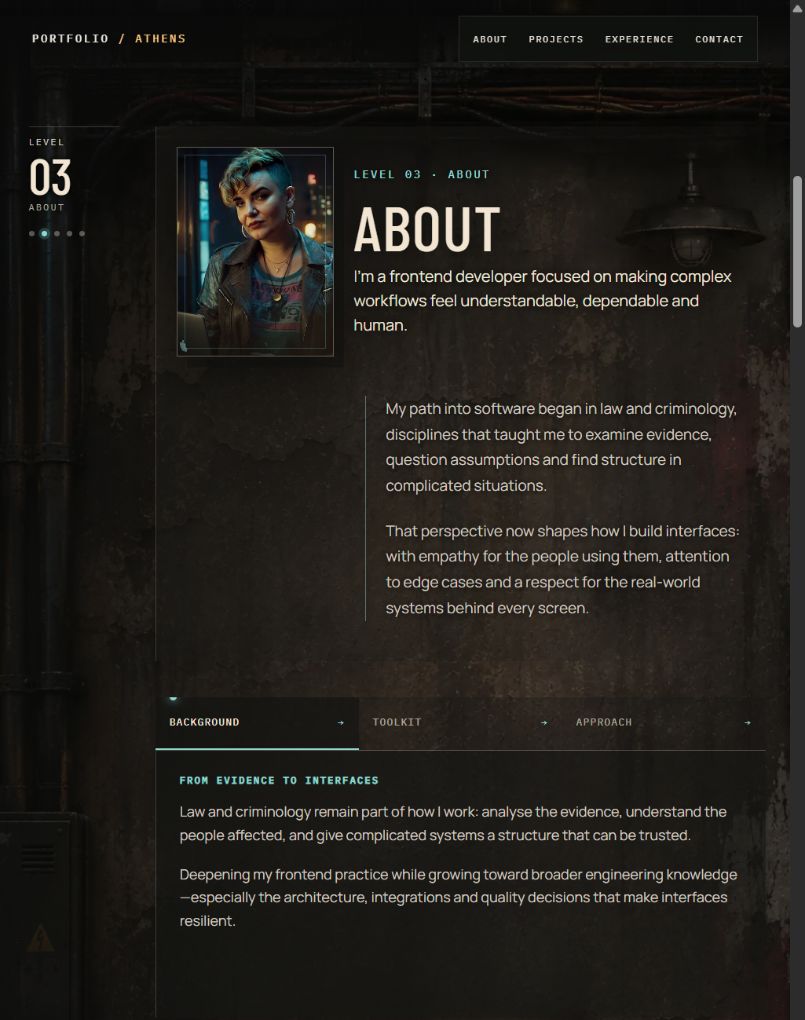 PORTFOLIO / ATHENS
ABOUT PROJECTS EXPERIENCE CONTACT
LEVEL
03
ABOUT
LEVEL 03 · ABOUT
ABOUT
I'm a frontend developer focused on making complex
workflows feel understandable, dependable and
human.
My path into software began in law and criminology,
disciplines that taught me to examine evidence,
question assumptions and find structure in
complicated situations.
That perspective now shapes how I build interfaces:
with empathy for the people using them, attention
to edge cases and a respect for the real-world
systems behind every screen.
BACKGROUND → TOOLKIT → APPROACH →
FROM EVIDENCE TO INTERFACES
Law and criminology remain part of how I work: analyse the evidence, understand the
people affected, and give complicated systems a structure that can be trusted.
Deepening my frontend practice while growing toward broader engineering knowledge
—especially the architecture, integrations and quality decisions that make interfaces
resilient.